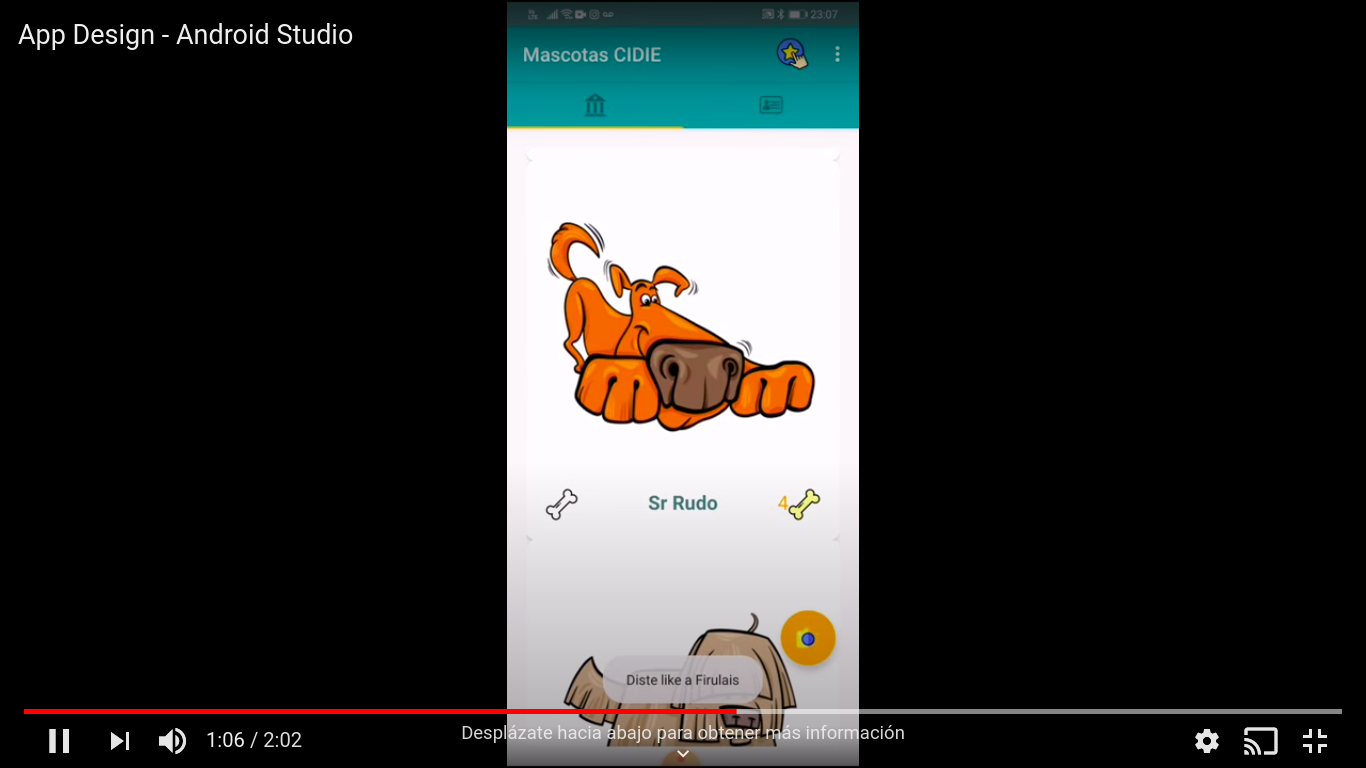 App Design - Android Studio
23:07
Mascotas CIDIE
Sr Rudo
4
Diste like a Firulais
Desplázate hacia abajo para obtener más información
1:06 / 2:02